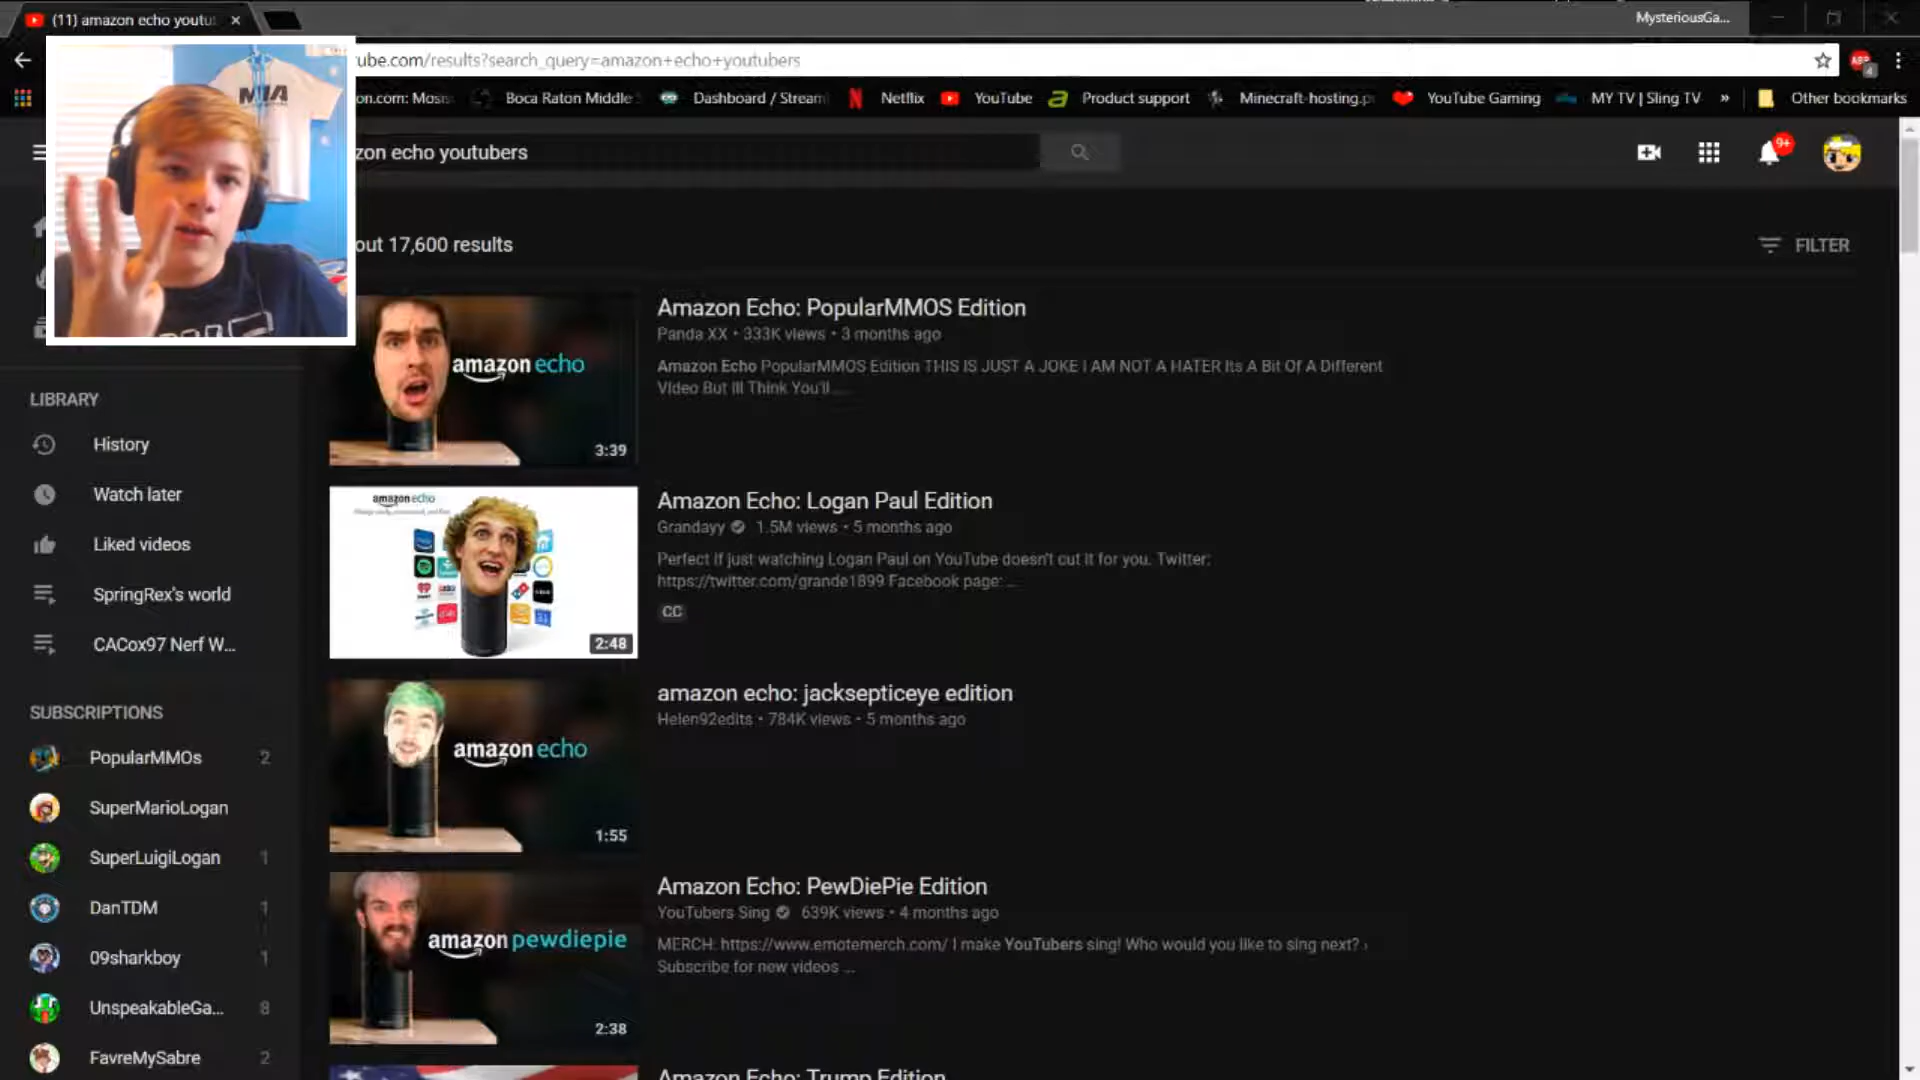 (11) amazon echo youtu
MysteriousGa...
ube.com/results?search_query=amazon+echo+youtubers
ABP
4
on.com: Mosis
Boca Raton Middle
Dashboard / Stream
Netflix
YouTube
Product support
Minecraft-hosting.p
YouTube Gaming
MY TV | Sling TV
»
Other bookmarks
MIA
zon echo youtubers
9+
out 17,600 results
FILTER
Amazon Echo: PopularMMOS Edition
Panda XX • 333K views • 3 months ago
Amazon Echo PopularMMOS Edition THIS IS JUST A JOKE I AM NOT A HATER Its A Bit Of A Different
Video But Ill Think You'll ...
amazon echo
3:39
LIBRARY
History
Watch later
Liked videos
SpringRex's world
CACox97 Nerf W...
Amazon Echo: Logan Paul Edition
Grandayy 1.5M views • 5 months ago
Perfect if just watching Logan Paul on YouTube doesn't cut it for you. Twitter:
https://twitter.com/grande1899 Facebook page: ...
CC
amazon echo
2:48
SUBSCRIPTIONS
PopularMMOs 2
SuperMarioLogan
SuperLuigiLogan 1
DanTDM 1
09sharkboy 1
UnspeakableGa... 8
FavreMySabre 2
amazon echo: jacksepticeye edition
Helen92edits • 784K views • 5 months ago
amazon echo
1:55
Amazon Echo: PewDiePie Edition
YouTubers Sing 639K views • 4 months ago
MERCH: https://www.emotemerch.com/ I make YouTubers sing! Who would you like to sing next? ›
Subscribe for new videos ...
amazon pewdiepie
2:38
Amazon Echo: Trump Edition